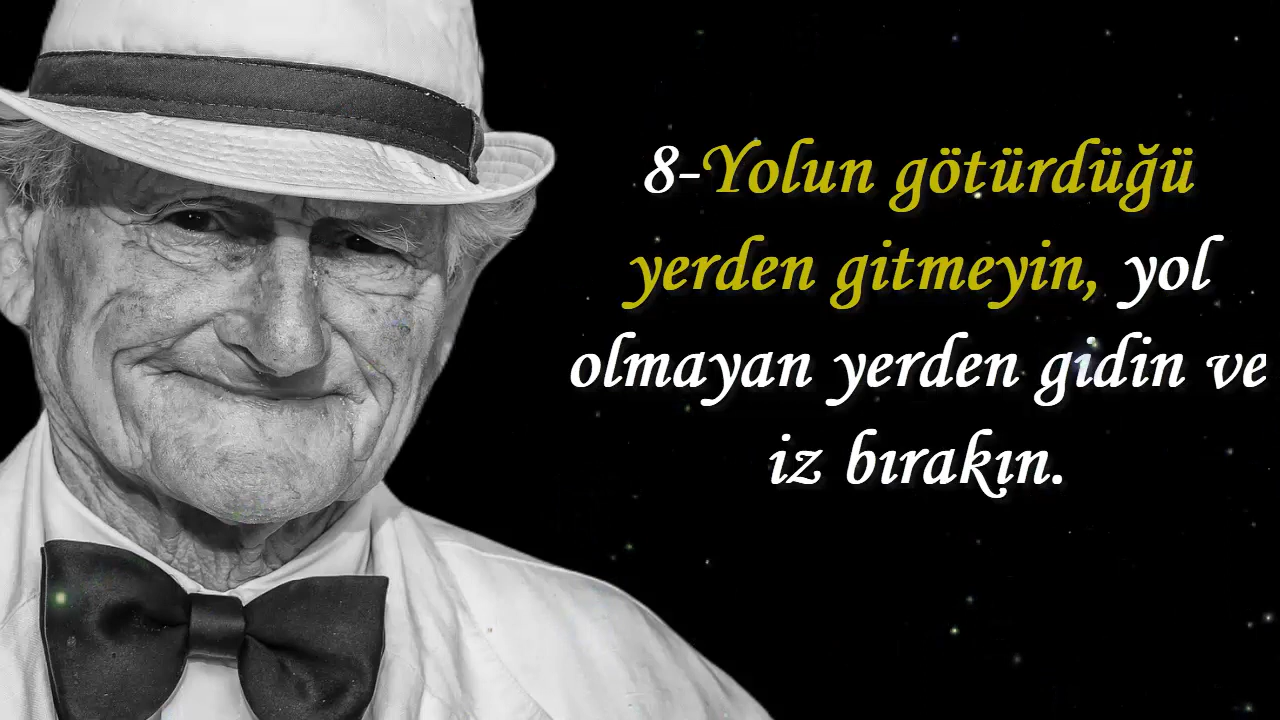 8-Yolun götürdüğü
yerden gitmeyin, yol
olmayan yerden gidin ve
iz bırakın.